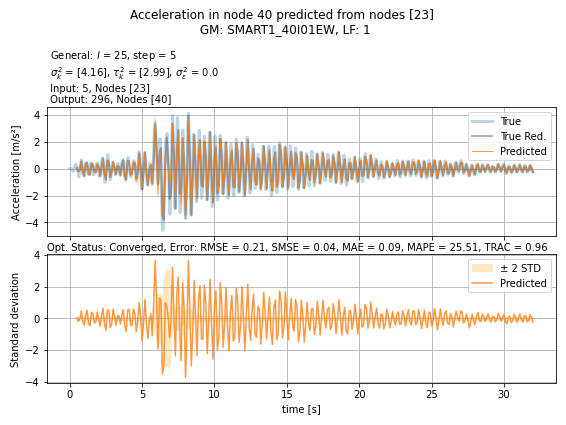 Acceleration in node 40 predicted from nodes [23]
GM: SMART1_40I01EW, LF: 1
General: l = 25, step = 5
σ²ₖ = [4.16], τ²ₖ = [2.99], σ² = 0.0
Input: 5, Nodes [23]
Output: 296, Nodes [40]
Acceleration [m/s²]
4
2
0
−2
−4
True
True Red.
Predicted
Opt. Status: Converged, Error: RMSE = 0.21, SMSE = 0.04, MAE = 0.09, MAPE = 25.51, TRAC = 0.96
Standard deviation
4
2
0
−2
−4
± 2 STD
Predicted
0 5 10 15 20 25 30
time [s]